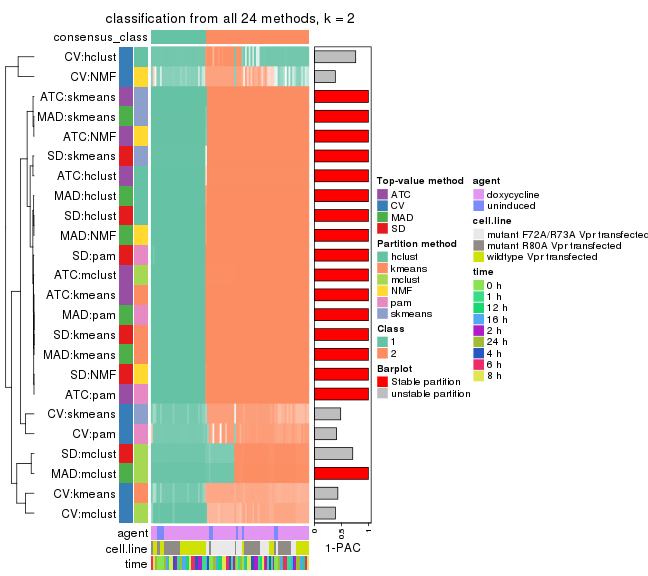 classification from all 24 methods, k = 2
consensus_class
CV:hclust
CV:NMF
ATC:skmeans
MAD:skmeans
ATC:NMF
SD:skmeans
ATC:hclust
MAD:hclust
SD:hclust
MAD:NMF
SD:pam
ATC:mclust
ATC:kmeans
MAD:pam
SD:kmeans
MAD:kmeans
SD:NMF
ATC:pam
CV:skmeans
CV:pam
SD:mclust
MAD:mclust
CV:kmeans
CV:mclust
agent
cell.line
time
0
0.5
1
1-PAC
Top-value method
ATC
CV
MAD
SD
Partition method
hclust
kmeans
mclust
NMF
pam
skmeans
Class
1
2
Barplot
Stable partition
unstable partition
agent
doxycycline
uninduced
cell.line
mutant F72A/R73A Vpr transfected
mutant R80A Vpr transfected
wildtype Vpr transfected
time
0 h
1 h
12 h
16 h
2 h
24 h
4 h
6 h
8 h